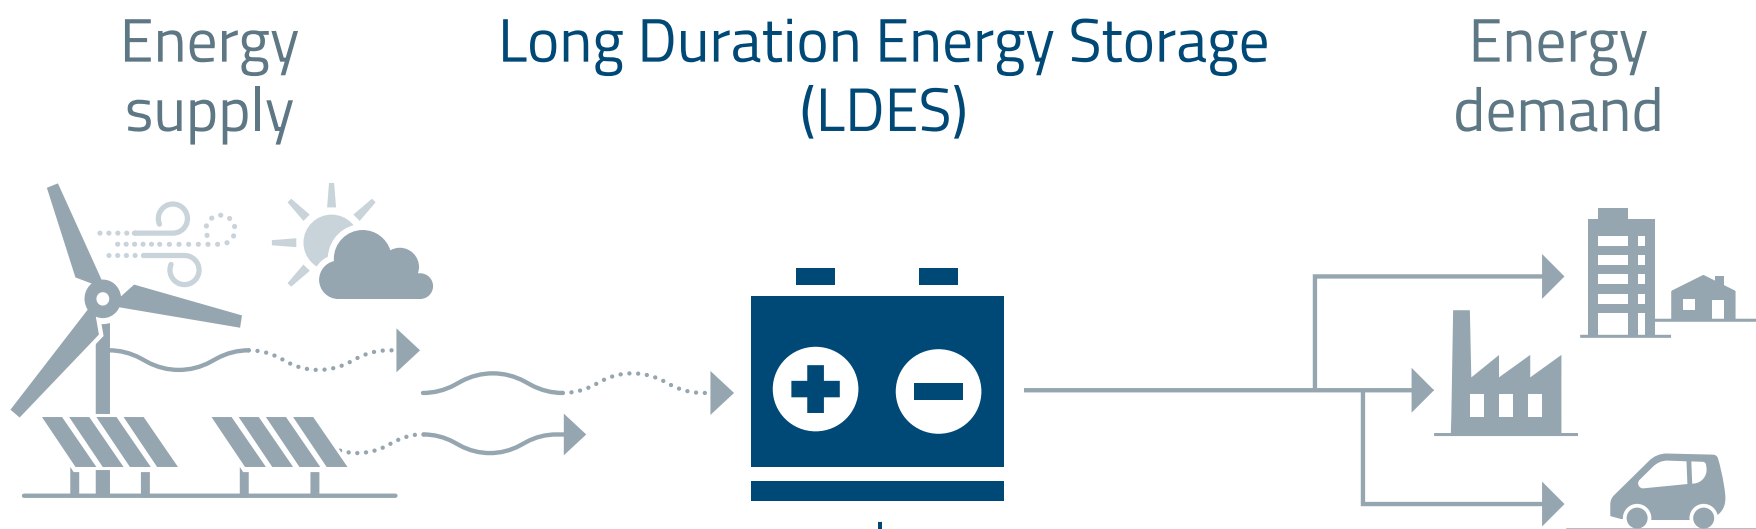 Energy
supply
Long Duration Energy Storage
(LDES)
Energy
demand